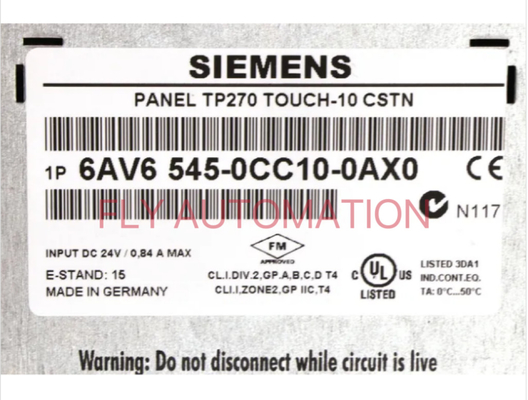 SIEMENS
PANEL TP270 TOUCH-10 CSTN
1P 6AV6 545-0CC10-0AX0 CE
FLY AUTOMATION
N117
INPUT DC 24V / 0,84 A MAX
E-STAND: 15
MADE IN GERMANY
FM
APPROVED
CL.I.DIV.2,GP.A,B,C,D T4
CLI.I,ZONE2,GP IIC,T4
C UL US
LISTED
LISTED 3DA1
IND.CONT.EQ.
TA: 0°C...50°C
Warning: Do not disconnect while circuit is live